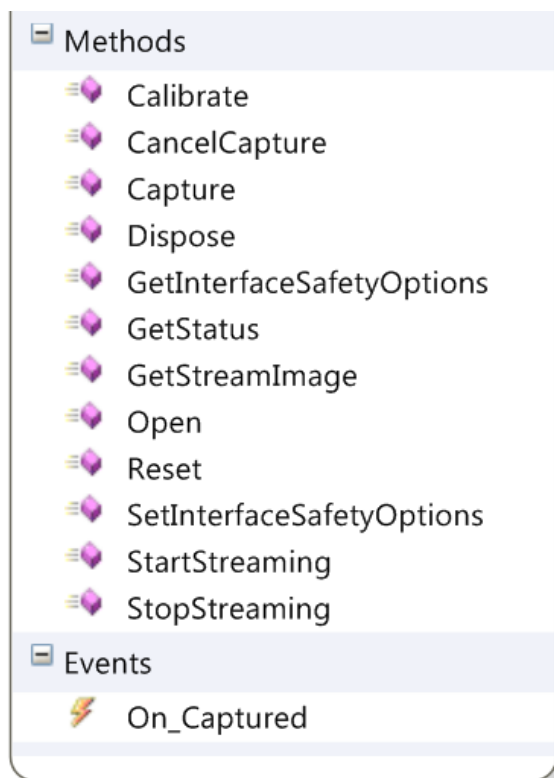 Methods
Calibrate
CancelCapture
Capture
Dispose
GetInterfaceSafetyOptions
GetStatus
GetStreamImage
Open
Reset
SetInterfaceSafetyOptions
StartStreaming
StopStreaming
Events
On_Captured